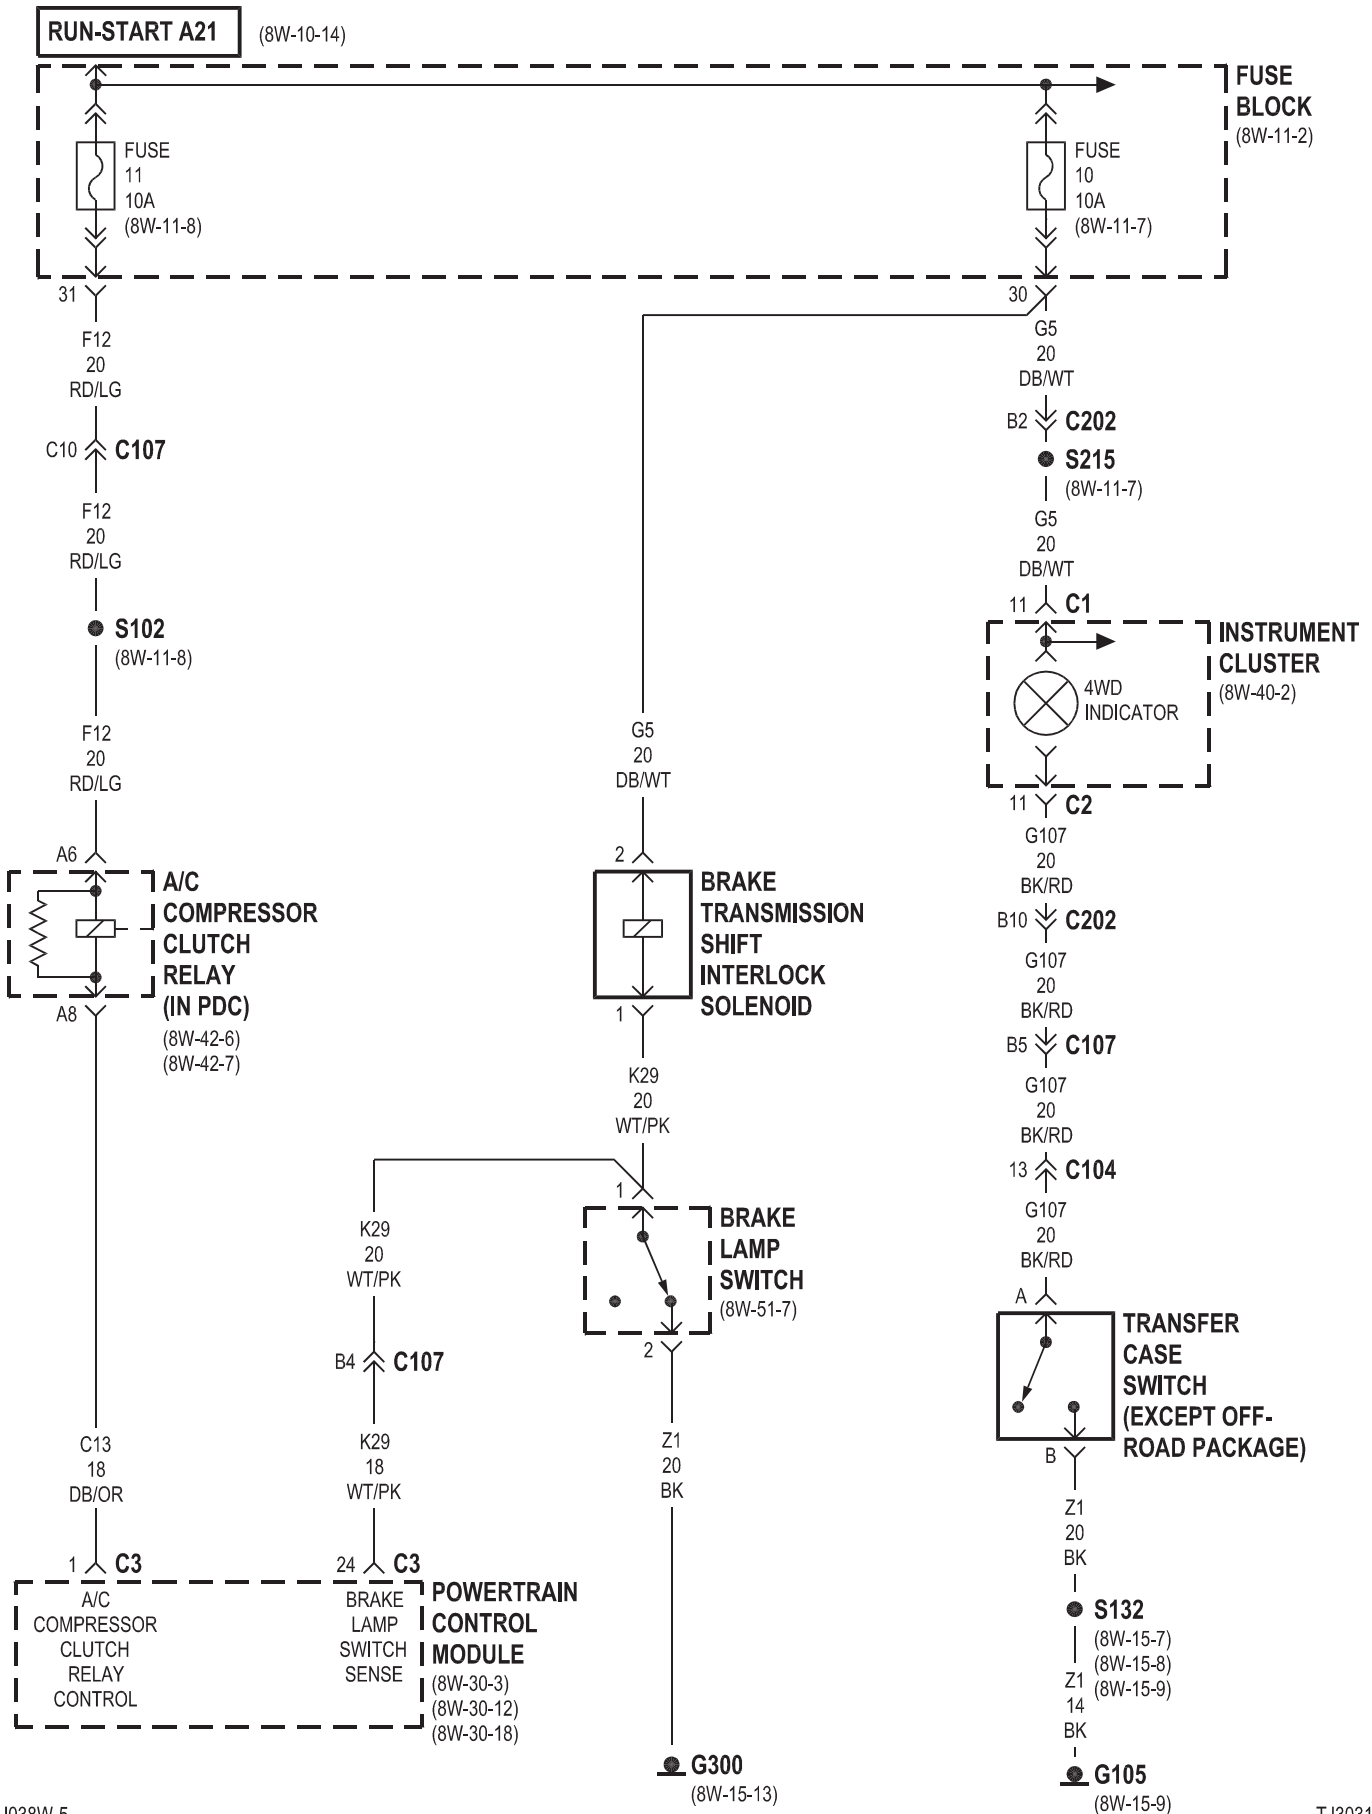 RUN-START A21 (8W-10-14)
FUSE
BLOCK
(8W-11-2)
FUSE
11
10A
(8W-11-8)
FUSE
10
10A
(8W-11-7)
31
F12
20
RD/LG
C10 C107
F12
20
RD/LG
S102
(8W-11-8)
F12
20
RD/LG
A6
A/C
COMPRESSOR
CLUTCH
RELAY
(IN PDC)
(8W-42-6)
(8W-42-7)
A8
C13
18
DB/OR
1 C3
A/C
COMPRESSOR
CLUTCH
RELAY
CONTROL
30
G5
20
DB/WT
2
BRAKE
TRANSMISSION
SHIFT
INTERLOCK
SOLENOID
1
K29
20
WT/PK
1
BRAKE
LAMP
SWITCH
(8W-51-7)
2
K29
20
WT/PK
B4 C107
K29
18
WT/PK
24 C3
BRAKE
LAMP
SWITCH
SENSE
POWERTRAIN
CONTROL
MODULE
(8W-30-3)
(8W-30-12)
(8W-30-18)
Z1
20
BK
G300
(8W-15-13)
G5
20
DB/WT
B2 C202
S215
(8W-11-7)
G5
20
DB/WT
11 C1
INSTRUMENT
CLUSTER
(8W-40-2)
4WD
INDICATOR
11 C2
G107
20
BK/RD
B10 C202
G107
20
BK/RD
B5 C107
G107
20
BK/RD
13 C104
G107
20
BK/RD
A
TRANSFER
CASE
SWITCH
(EXCEPT OFF-
ROAD PACKAGE)
B
Z1
20
BK
S132
(8W-15-7)
(8W-15-8)
(8W-15-9)
Z1
14
BK
G105
(8W-15-9)